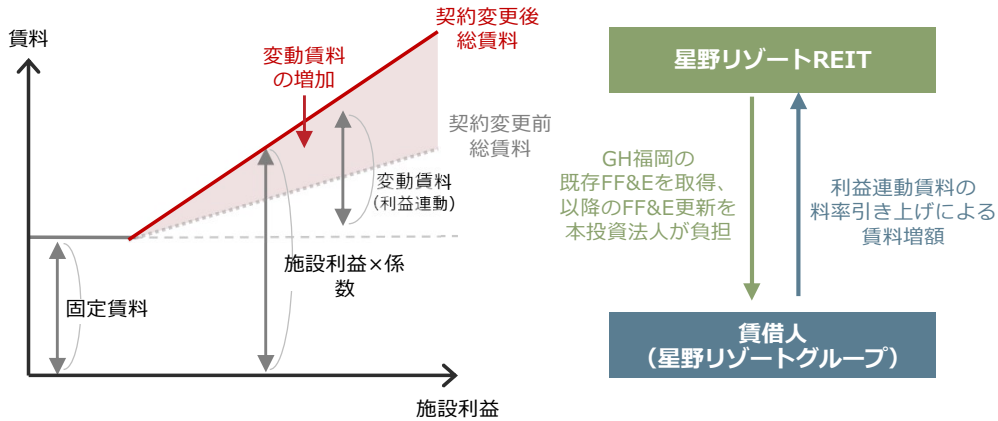 賃料
契約変更後
総賃料
変動賃料
の増加
契約変更前
総賃料
変動賃料
(利益連動)
施設利益×係
数
固定賃料
施設利益
星野リゾートREIT
GH福岡の
既存FF&Eを取得、
以降のFF&E更新を
本投資法人が負担
利益連動賃料の
料率引き上げによる
賃料増額
賃借人
（星野リゾートグループ）